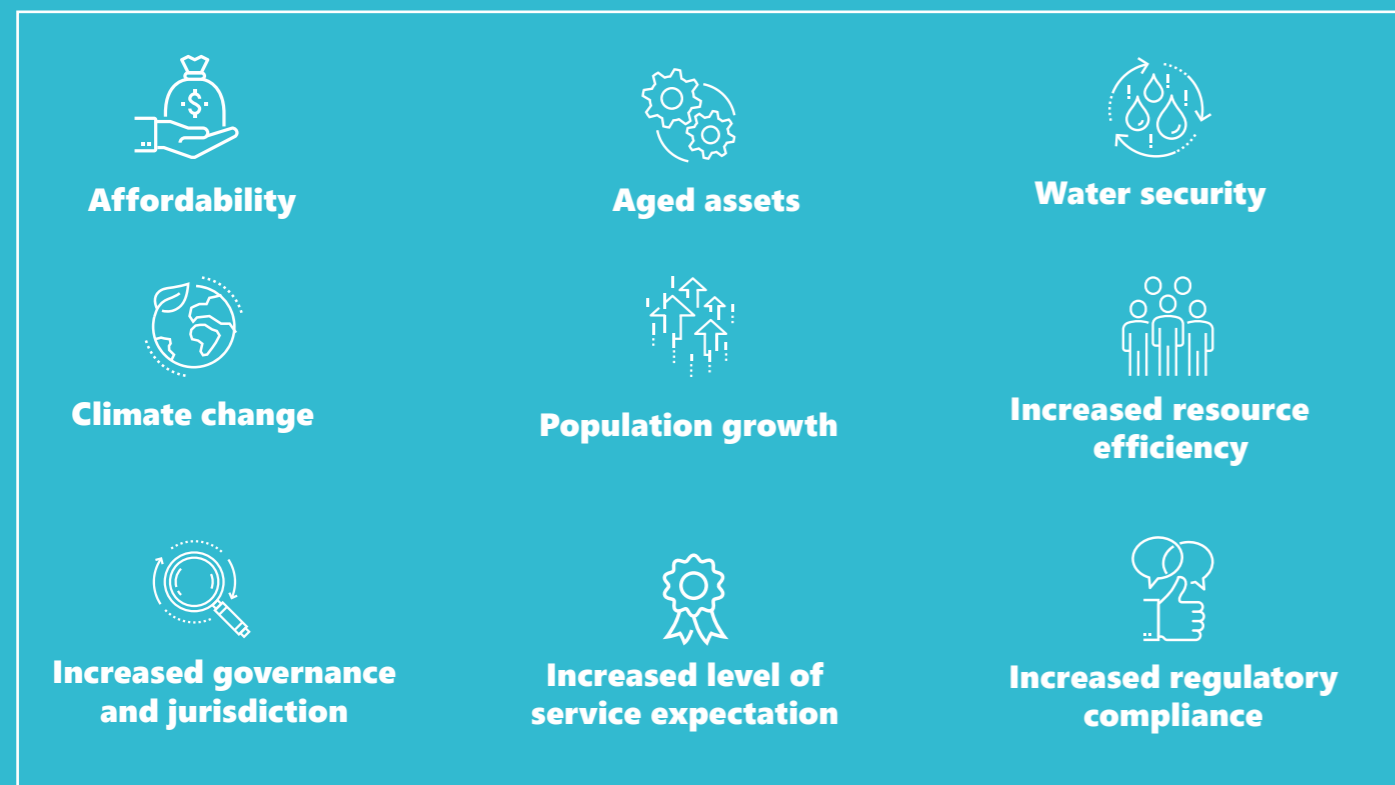 $
Affordability
Aged assets
Water security
Climate change
Population growth
Increased resource
efficiency
Increased governance
and jurisdiction
Increased level of
service expectation
Increased regulatory
compliance